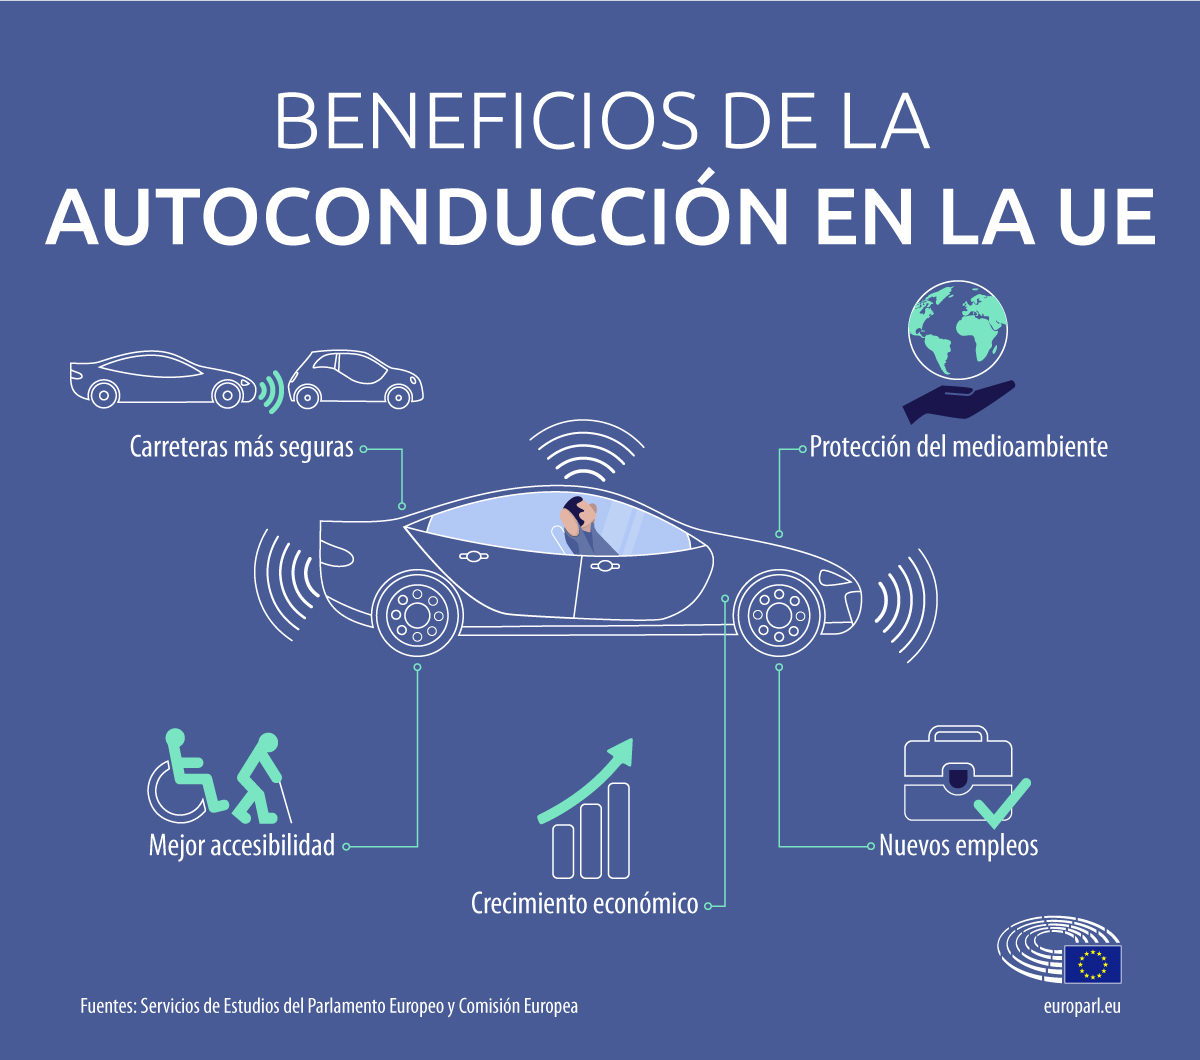 BENEFICIOS DE LA
AUTOCONDUCCIÓN EN LA UE
Carreteras más seguras
Protección del medioambiente
Mejor accesibilidad
Crecimiento económico
Nuevos empleos
Fuentes: Servicios de Estudios del Parlamento Europeo y Comisión Europea
europarl.eu